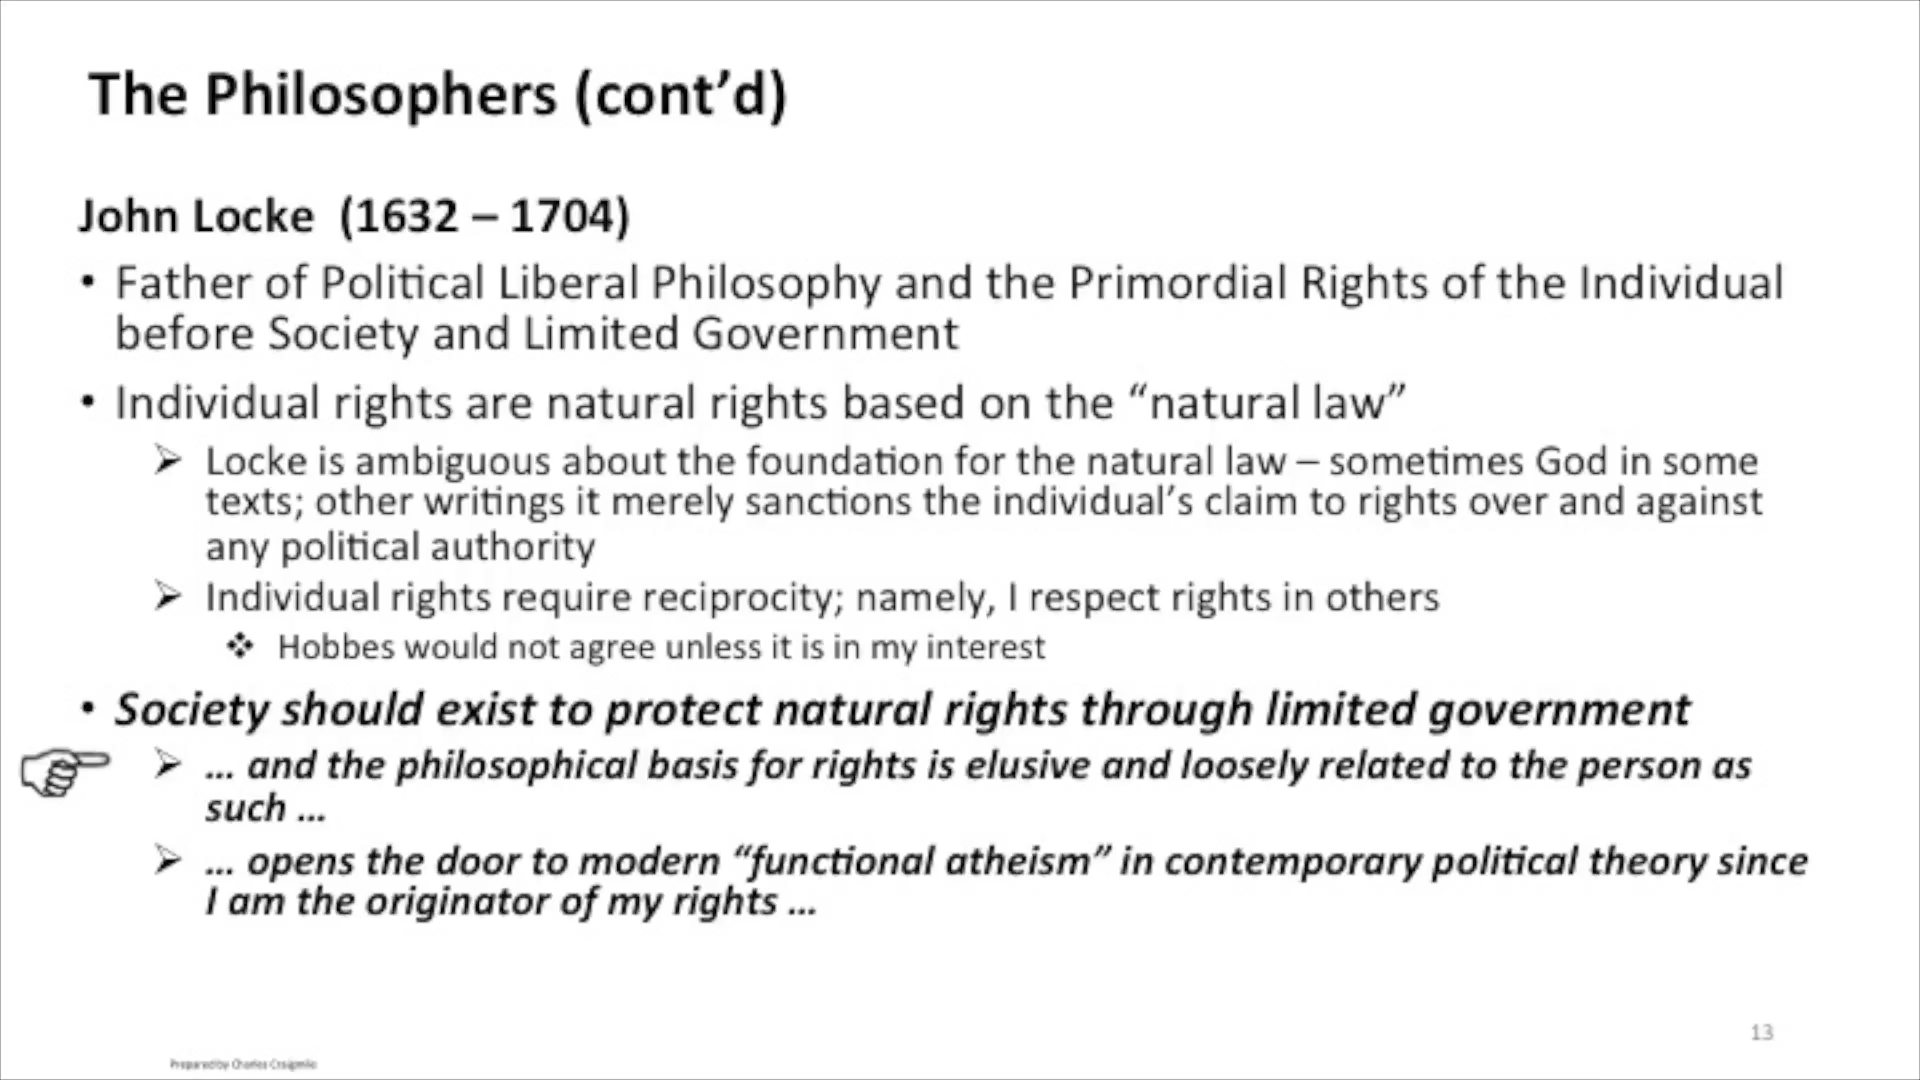 The Philosophers (cont’d)
John Locke (1632 – 1704)
• Father of Political Liberal Philosophy and the Primordial Rights of the Individual
before Society and Limited Government
• Individual rights are natural rights based on the “natural law”
➢ Locke is ambiguous about the foundation for the natural law – sometimes God in some
texts; other writings it merely sanctions the individual’s claim to rights over and against
any political authority
➢ Individual rights require reciprocity; namely, I respect rights in others
❖ Hobbes would not agree unless it is in my interest
• Society should exist to protect natural rights through limited government
➢ … and the philosophical basis for rights is elusive and loosely related to the person as
such …
➢ … opens the door to modern “functional atheism” in contemporary political theory since
I am the originator of my rights …
13
Prepared by Charles Craigmile